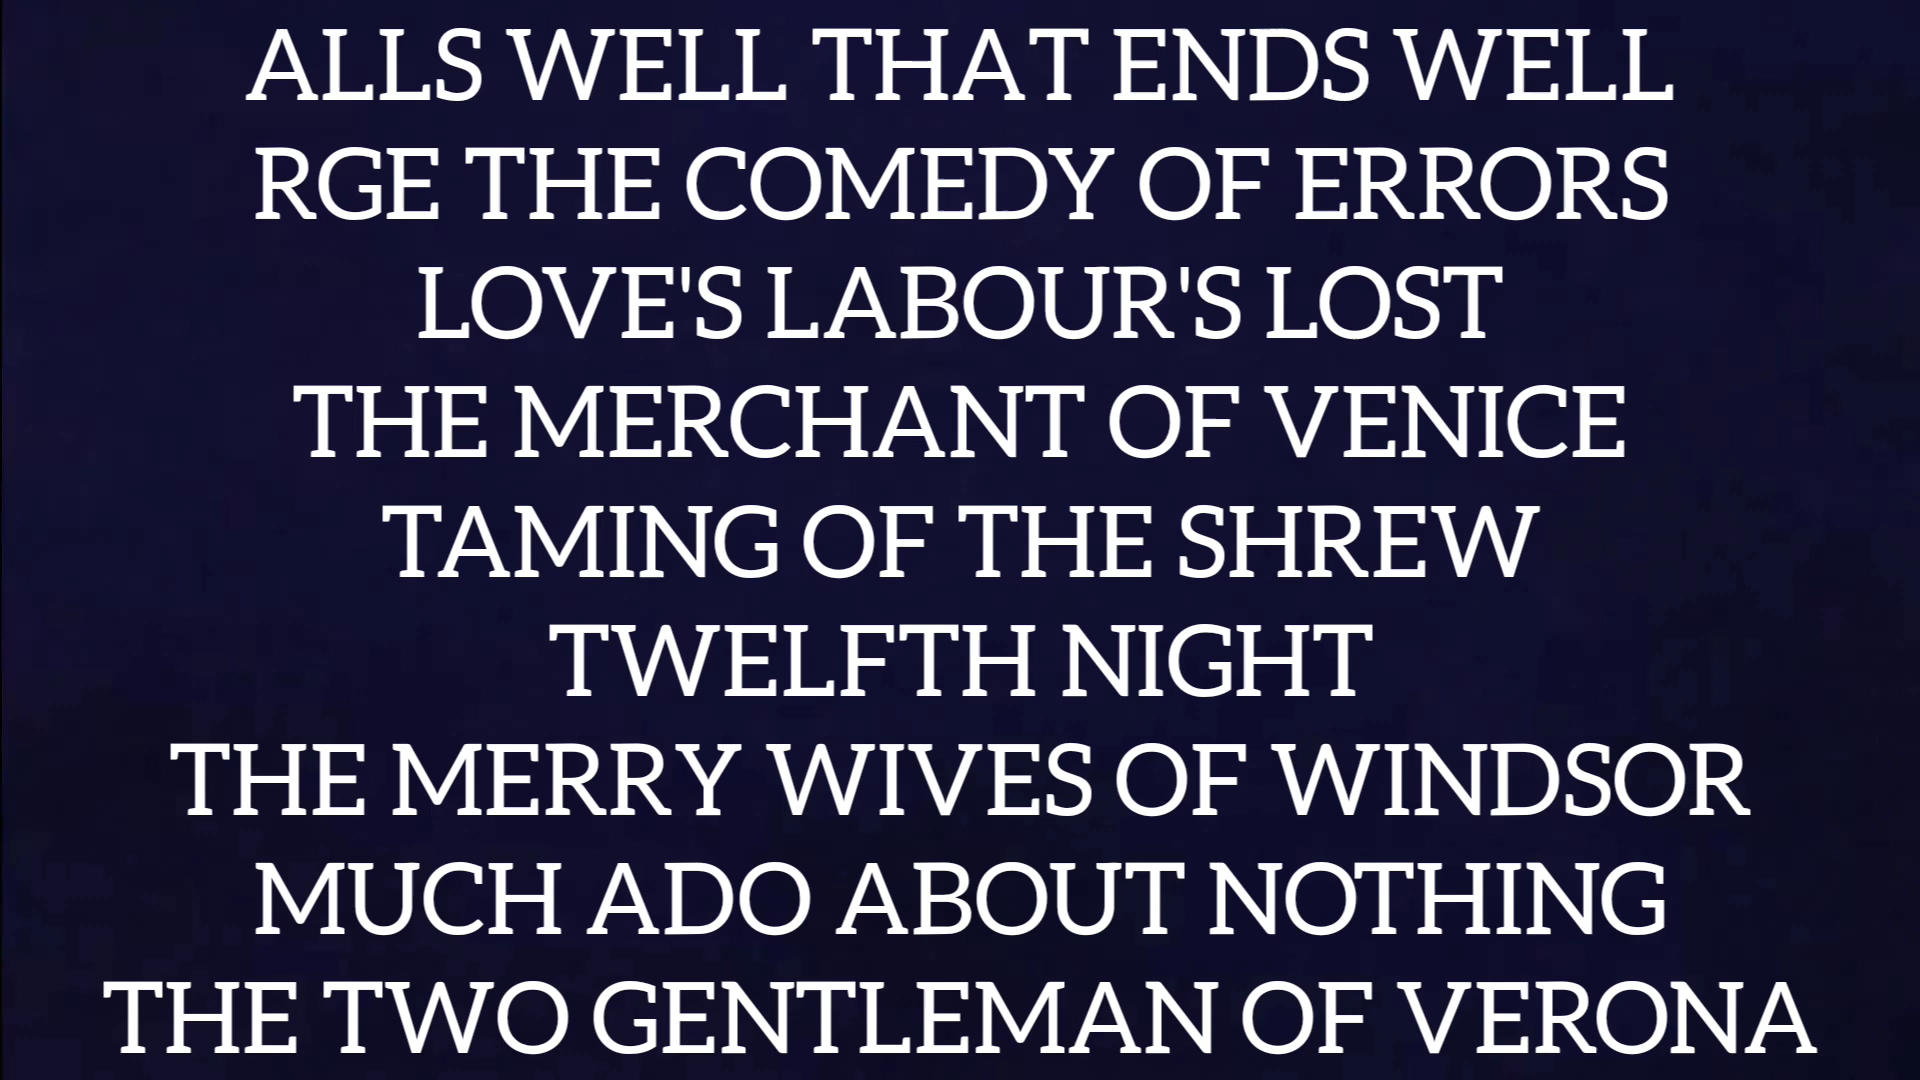 ALLS WELL THAT ENDS WELL
RGE THE COMEDY OF ERRORS
LOVE'S LABOUR'S LOST
THE MERCHANT OF VENICE
TAMING OF THE SHREW
TWELFTH NIGHT
THE MERRY WIVES OF WINDSOR
MUCH ADO ABOUT NOTHING
THE TWO GENTLEMAN OF VERONA